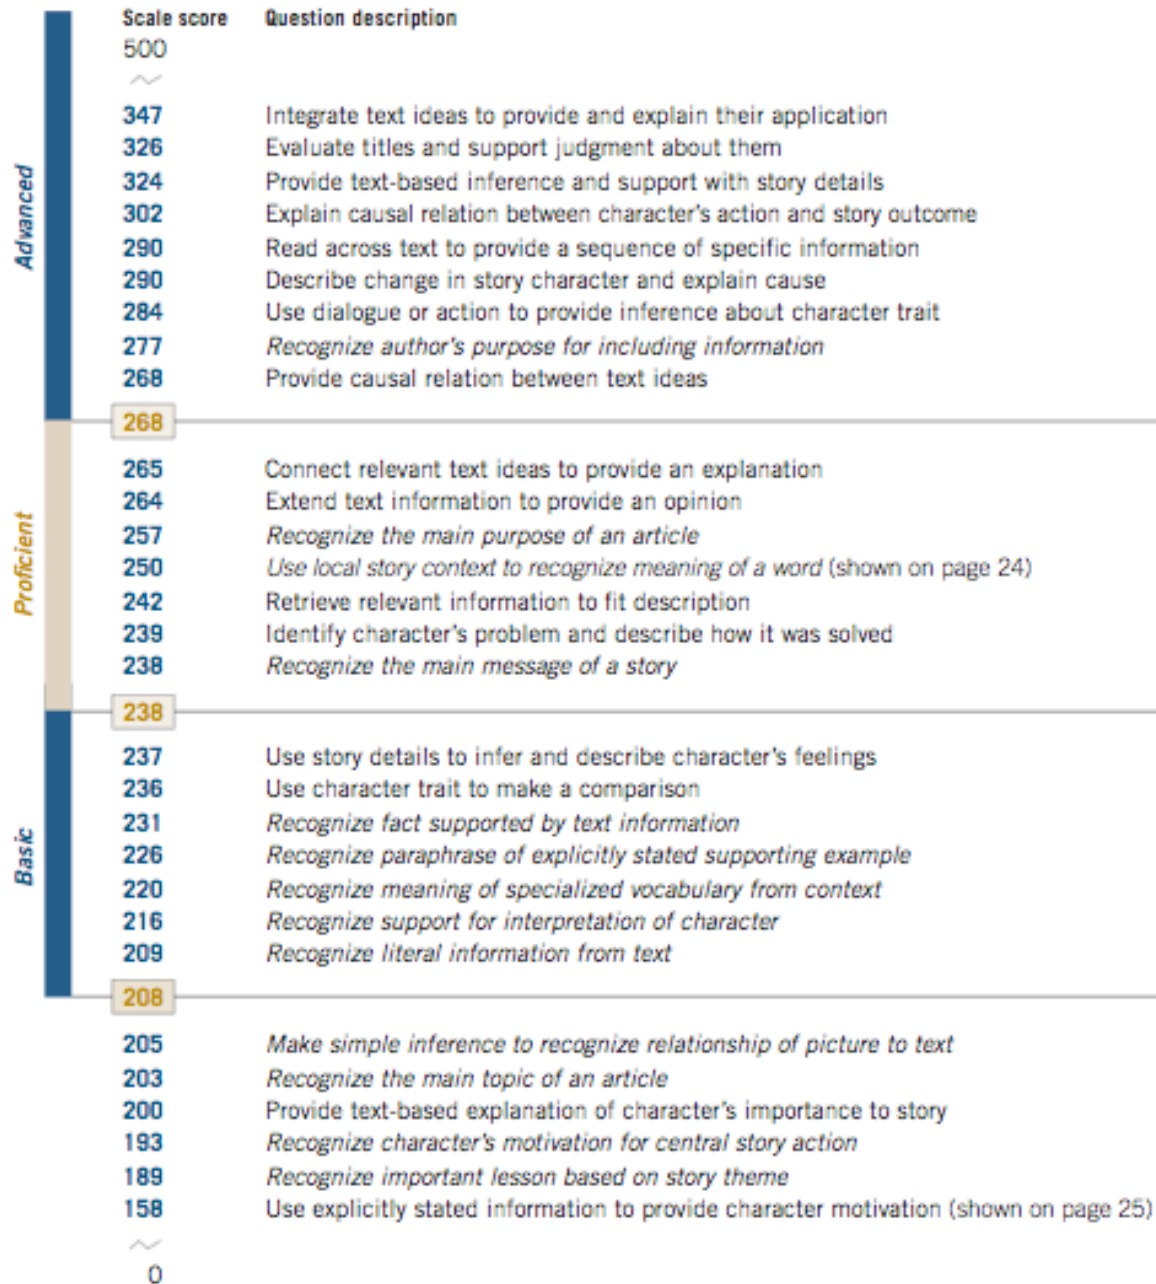 Scale score Question description
500
347 Integrate text ideas to provide and explain their application
326 Evaluate titles and support judgment about them
324 Provide text-based inference and support with story details
302 Explain causal relation between character's action and story outcome
290 Read across text to provide a sequence of specific information
290 Describe change in story character and explain cause
284 Use dialogue or action to provide inference about character trait
277 Recognize author's purpose for including information
268 Provide causal relation between text ideas
Advanced
268
265 Connect relevant text ideas to provide an explanation
264 Extend text information to provide an opinion
257 Recognize the main purpose of an article
250 Use local story context to recognize meaning of a word (shown on page 24)
242 Retrieve relevant information to fit description
239 Identify character's problem and describe how it was solved
238 Recognize the main message of a story
Proficient
238
237 Use story details to infer and describe character's feelings
236 Use character trait to make a comparison
231 Recognize fact supported by text information
226 Recognize paraphrase of explicitly stated supporting example
220 Recognize meaning of specialized vocabulary from context
216 Recognize support for interpretation of character
209 Recognize literal information from text
Basic
208
205 Make simple inference to recognize relationship of picture to text
203 Recognize the main topic of an article
200 Provide text-based explanation of character's importance to story
193 Recognize character's motivation for central story action
189 Recognize important lesson based on story theme
158 Use explicitly stated information to provide character motivation (shown on page 25)
0